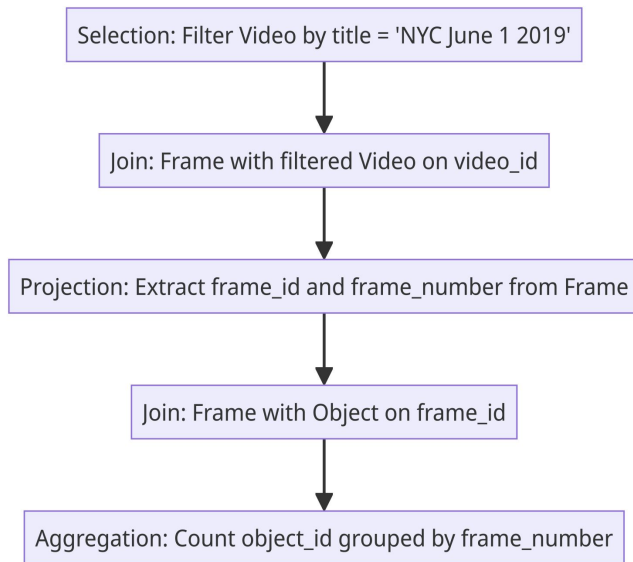 Selection: Filter Video by title = 'NYC June 1 2019'
Join: Frame with filtered Video on video_id
Projection: Extract frame_id and frame_number from Frame
Join: Frame with Object on frame_id
Aggregation: Count object_id grouped by frame_number